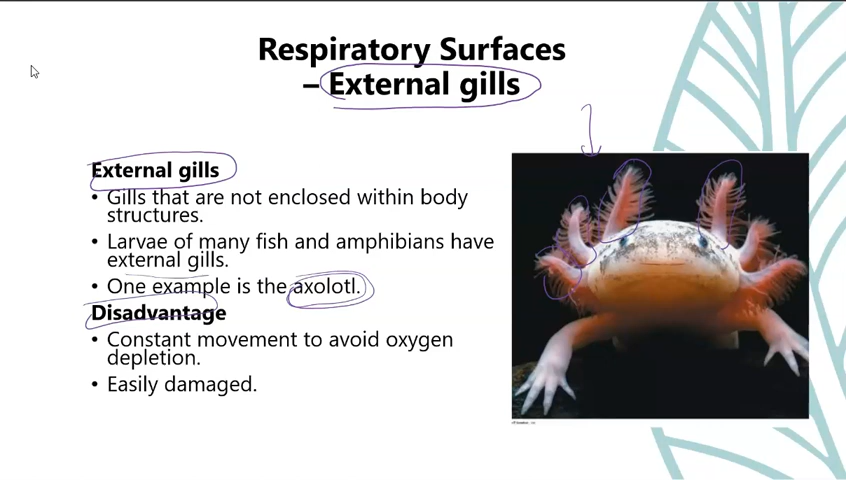 Respiratory Surfaces
– External gills
External gills
• Gills that are not enclosed within body
structures.
• Larvae of many fish and amphibians have
external gills.
• One example is the axolotl.
Disadvantage
• Constant movement to avoid oxygen
depletion.
• Easily damaged.